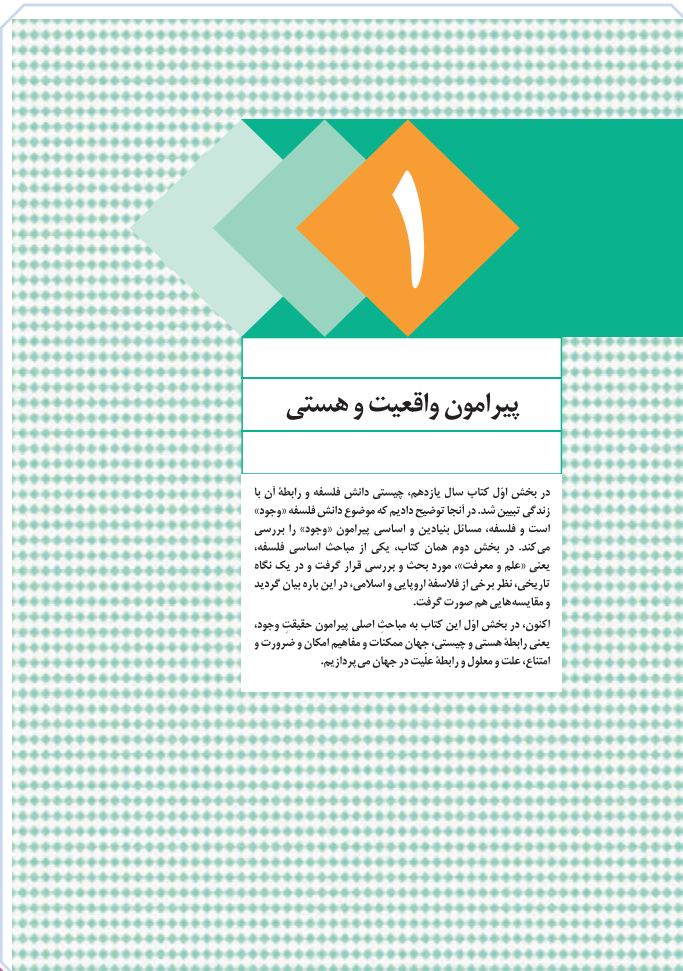 ۱
پیرامون واقعیت و هستی
در بخش اوّل کتاب سال یازدهم، چیستی دانش فلسفه و رابطهٔ آن با
زندگی تبیین شد. در آنجا توضیح دادیم که موضوع دانش فلسفه «وجود»
است و فلسفه، مسائل بنیادین و اساسی پیرامون «وجود» را بررسی
می‌کند. در بخش دوم همان کتاب، یکی از مباحث اساسی فلسفه،
یعنی «علم و معرفت»، مورد بحث و بررسی قرار گرفت و در یک نگاه
تاریخی، نظر برخی از فلاسفهٔ اروپایی و اسلامی، در این باره بیان گردید
و مقایسه‌هایی هم صورت گرفت.
اکنون، در بخش اوّل این کتاب به مباحثِ اصلی پیرامون حقیقتِ وجود،
یعنی رابطهٔ هستی و چیستی، جهان ممکنات و مفاهیم امکان و ضرورت و
امتناع، علت و معلول و رابطهٔ علّیت در جهان می‌پردازیم.